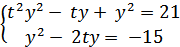 t²y² − ty + y² = 21
y² − 2ty = −15